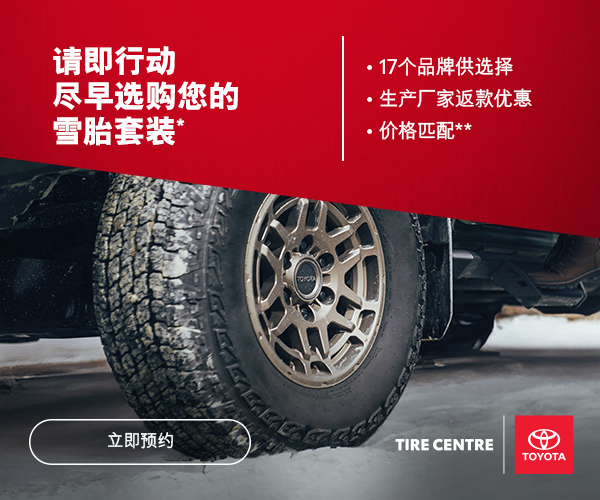 请即行动
尽早选购您的
雪胎套装*
• 17个品牌供选择
• 生产厂家返款优惠
• 价格匹配**
TOYOTA
立即预约
TIRE CENTRE
TOYOTA